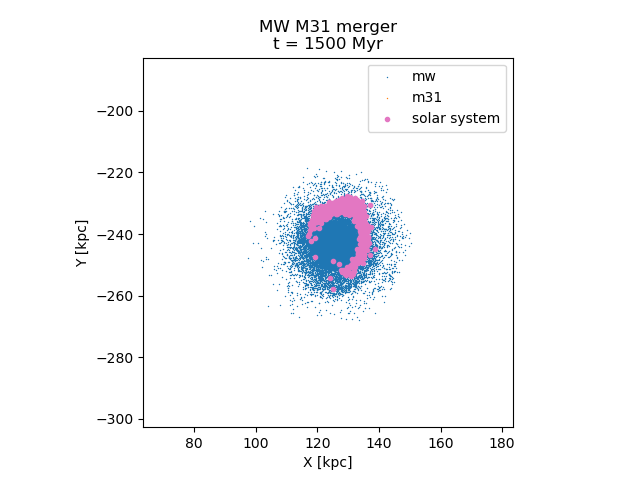 MW M31 merger
t = 1500 Myr
mw
m31
solar system
−200
−220
−240
−260
−280
−300
Y [kpc]
80 100 120 140 160 180
X [kpc]